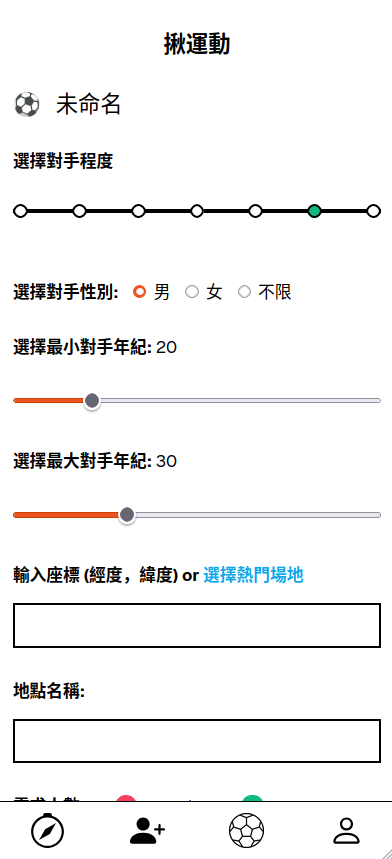 揪運動
未命名
選擇對手程度
選擇對手性別: 男 女 不限
選擇最小對手年紀: 20
選擇最大對手年紀: 30
輸入座標 (經度，緯度) or 選擇熱門場地
地點名稱: